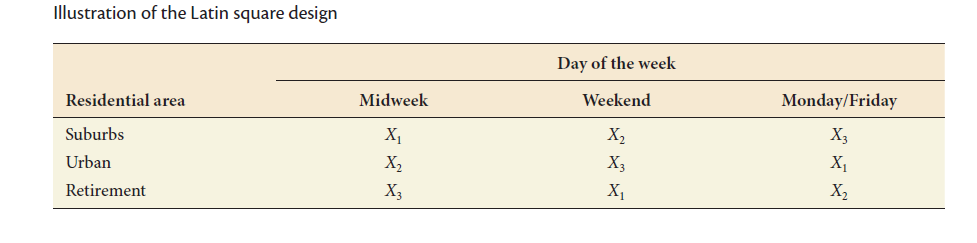 Illustration of the Latin square design
Day of the week
Residential area Midweek Weekend Monday/Friday
Suburbs X₁ X₂ X₃
Urban X₂ X₃ X₁
Retirement X₃ X₁ X₂